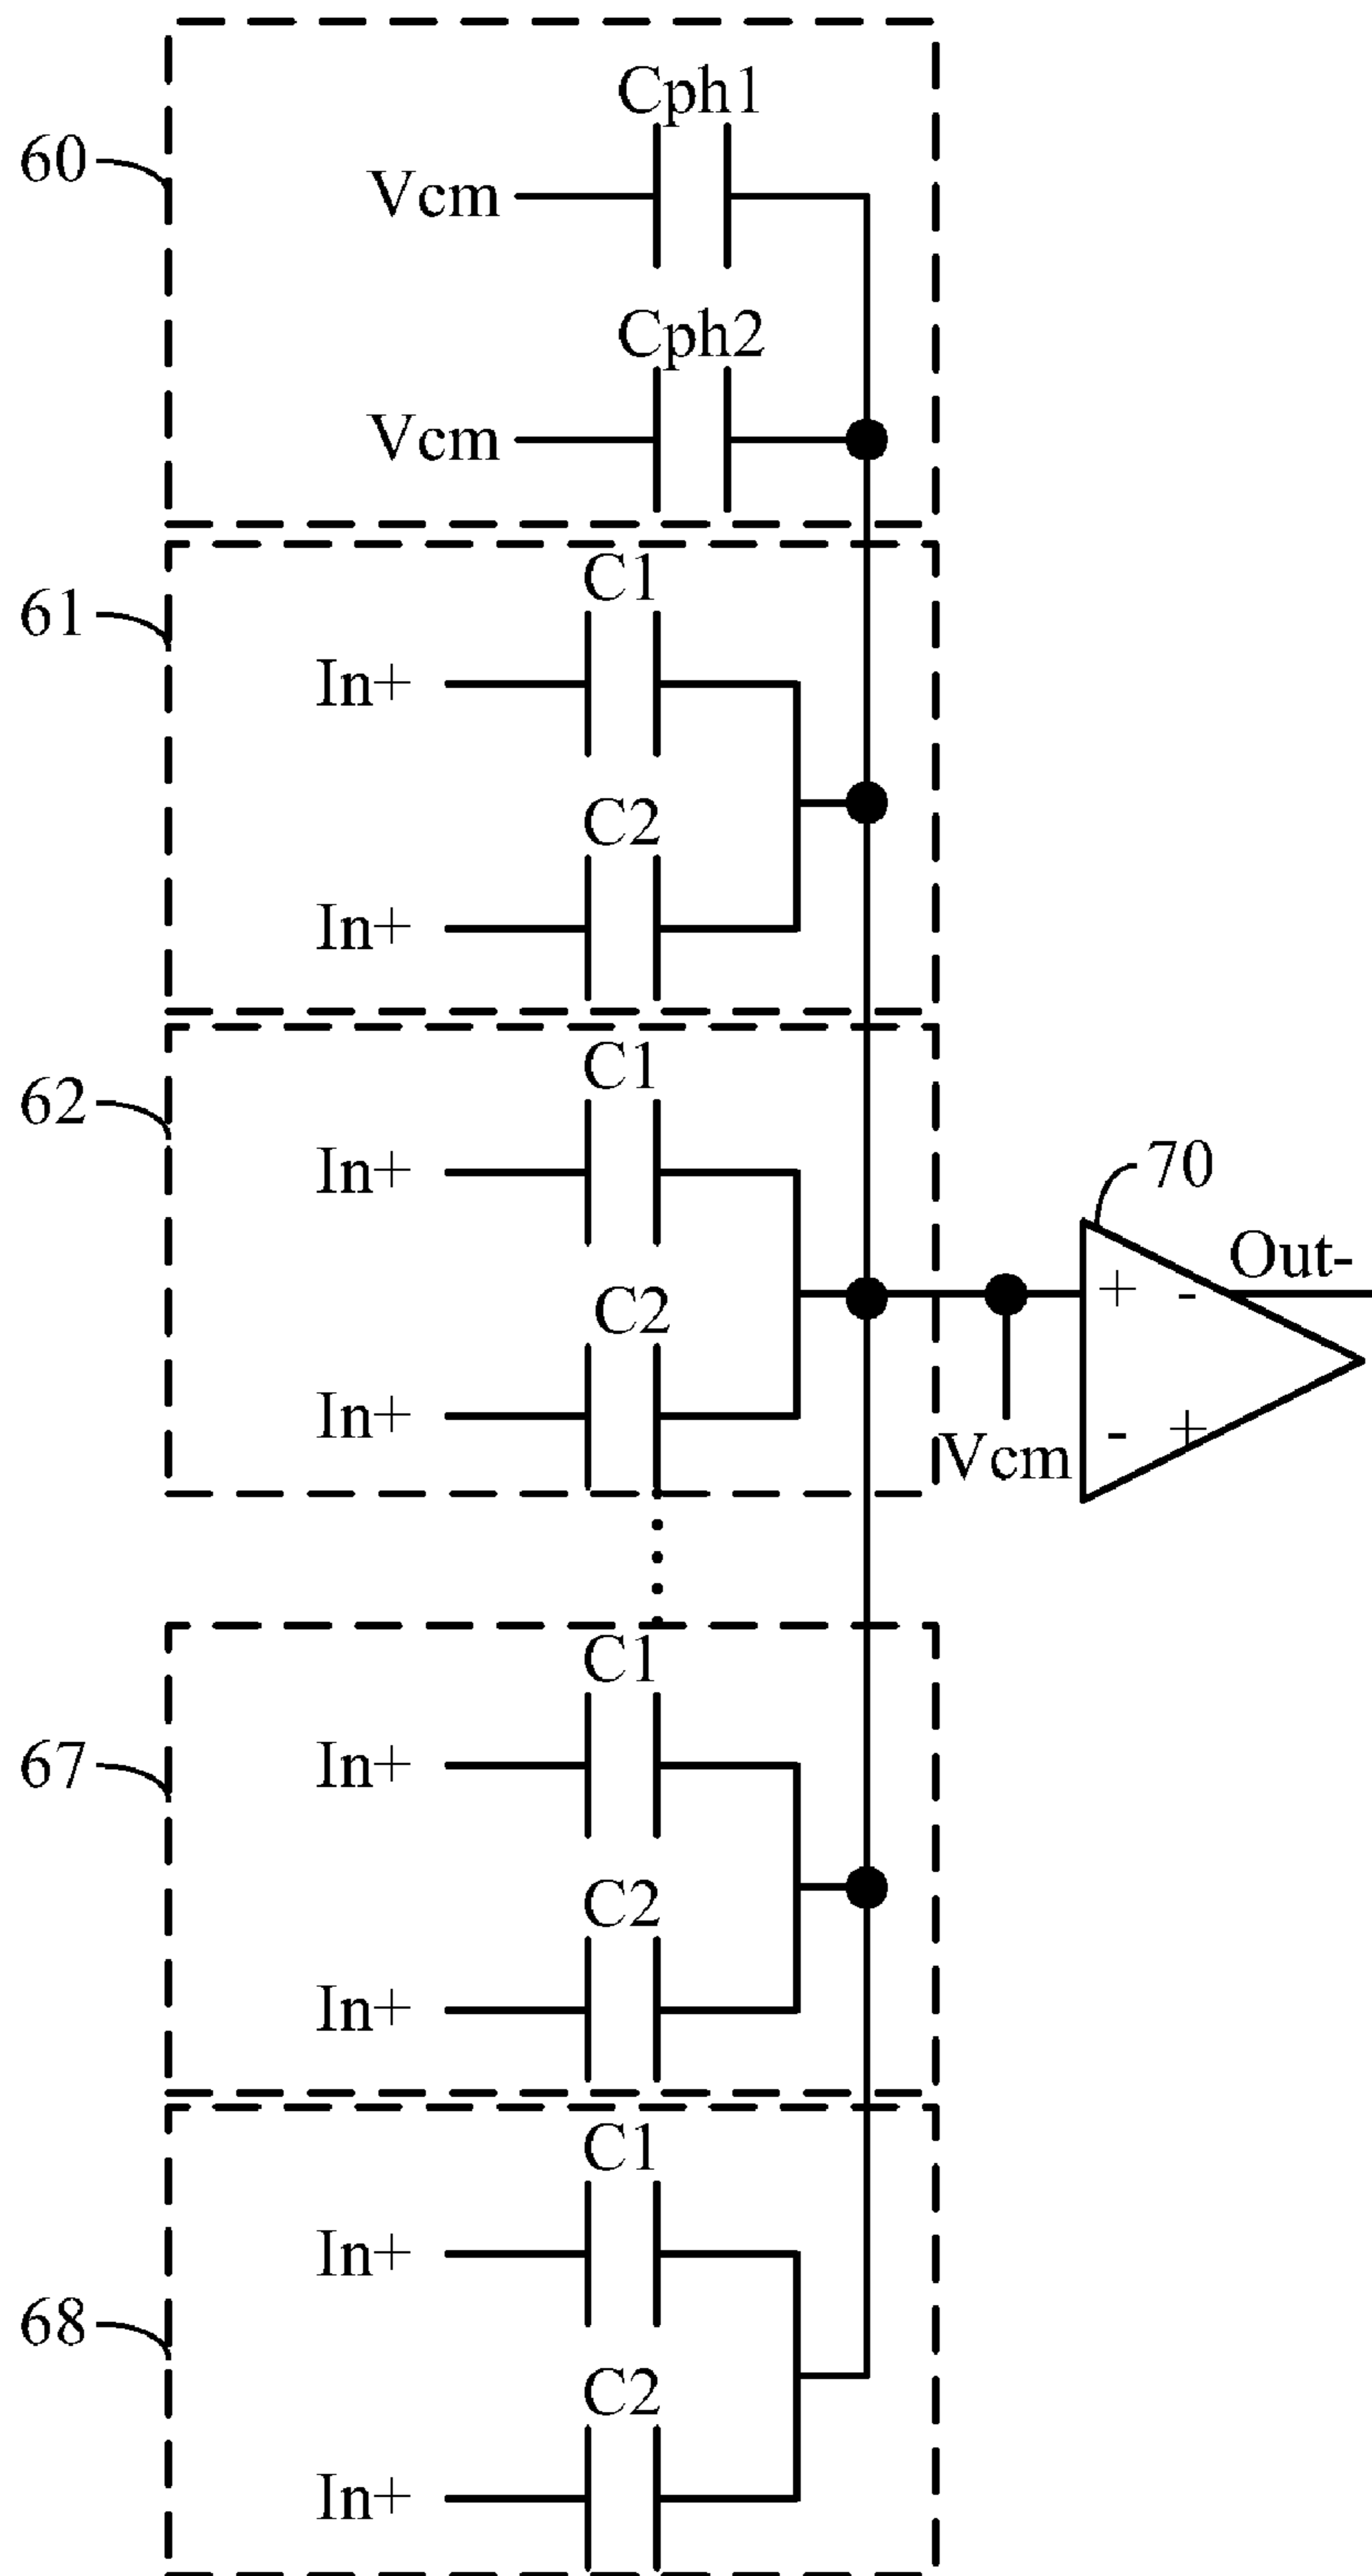 Cph1
60
Vcm
Cph2
Vcm
C1
61
In+
C2
In+
C1
62
In+
70
Out-
+ -
C2
In+
- +
Vcm
C1
67
In+
C2
In+
C1
In+
68
C2
In+